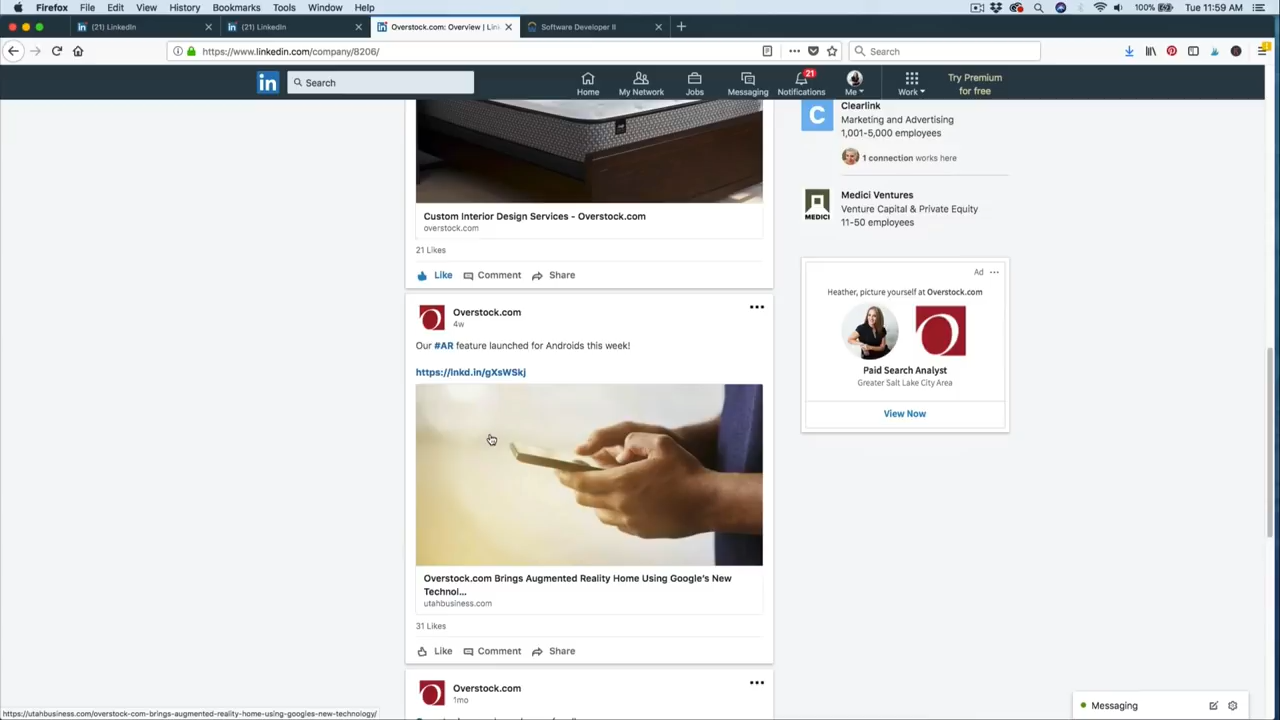 Firefox File Edit View History Bookmarks Tools Window Help 100% Tue 11:59 AM
(21) LinkedIn
(21) LinkedIn
Overstock.com: Overview | Lin
Software Developer II
https://www.linkedin.com/company/8206/
Search
in
Search
Home
My Network
Jobs
Messaging
21
Notifications
Me
Work
Try Premium
for free
Custom Interior Design Services - Overstock.com
overstock.com
21 Likes
Like Comment Share
Overstock.com
4w
Our #AR feature launched for Androids this week!
https://lnkd.in/gXsWSkj
Overstock.com Brings Augmented Reality Home Using Google's New
Technol...
utahbusiness.com
31 Likes
Like Comment Share
Overstock.com
1mo
C
Clearlink
Marketing and Advertising
1,001-5,000 employees
1 connection works here
MEDICI
Medici Ventures
Venture Capital & Private Equity
11-50 employees
Ad
Heather, picture yourself at Overstock.com
Paid Search Analyst
Greater Salt Lake City Area
View Now
Messaging
https://utahbusiness.com/overstock-com-brings-augmented-reality-home-using-googles-new-technology/